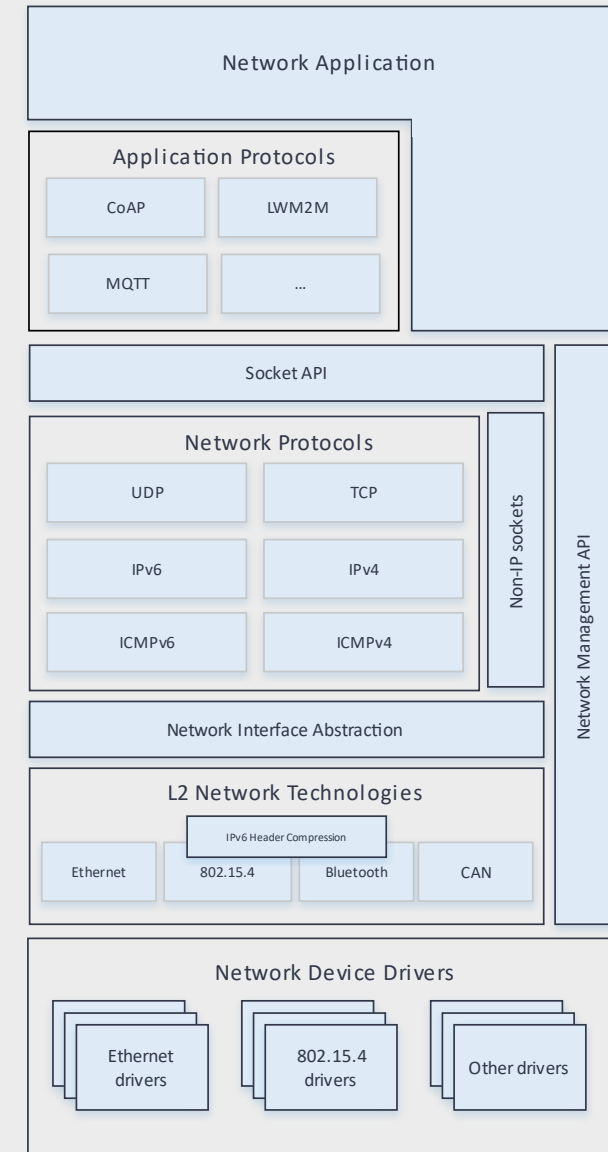 Network Application
Application Protocols
CoAP
LWM2M
MQTT
...
Socket API
Network Protocols
UDP
TCP
IPv6
IPv4
ICMPv6
ICMPv4
Non-IP sockets
Network Management API
Network Interface Abstraction
L2 Network Technologies
IPv6 Header Compression
Ethernet
802.15.4
Bluetooth
CAN
Network Device Drivers
Ethernet
drivers
802.15.4
drivers
Other drivers